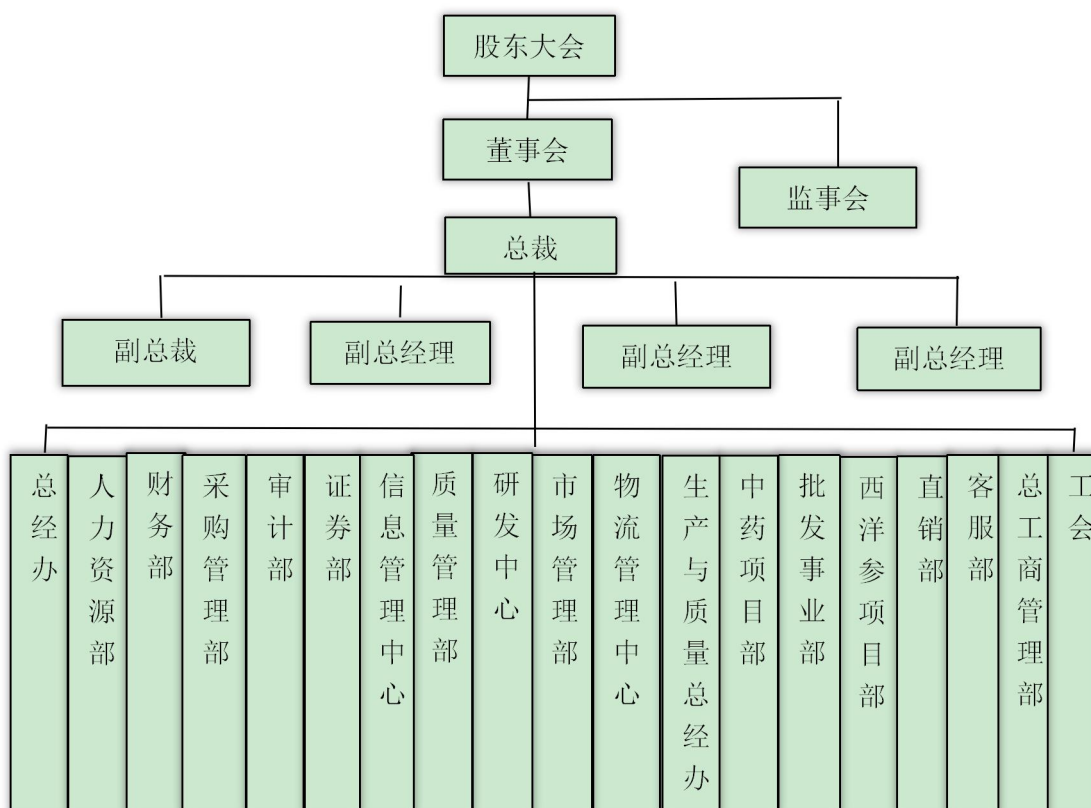 股东大会
董事会
监事会
总裁
副总裁
副总经理
副总经理
副总经理
总经办
人力资源部
财务部
采购管理部
审计部
证券部
信息管理中心
质量管理部
研发中心
市场管理部
物流管理中心
生产与质量总经办
中药项目部
批发事业部
西洋参项目部
直销部
客服部
总工商管理部
工会